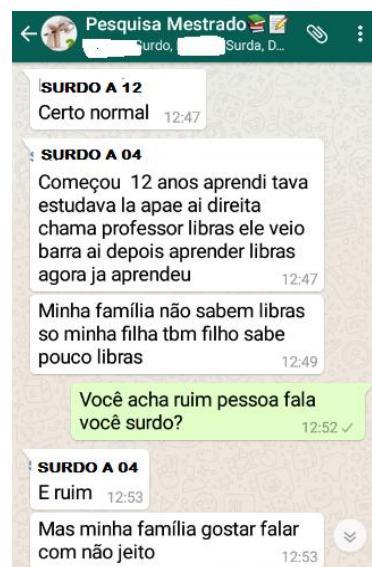 Pesquisa Mestrado📚📝
Surdo, Surda, D...
SURDO A 12
Certo normal 12:47
SURDO A 04
Começou 12 anos aprendi tava
estudava la apae ai direita
chama professor libras ele veio
barra ai depois aprender libras
agora ja aprendeu 12:47
Minha família não sabem libras
so minha filha tbm filho sabe
pouco libras 12:49
Você acha ruim pessoa fala
você surdo? 12:52
SURDO A 04
E ruim 12:53
Mas minha família gostar falar
com não jeito 12:53